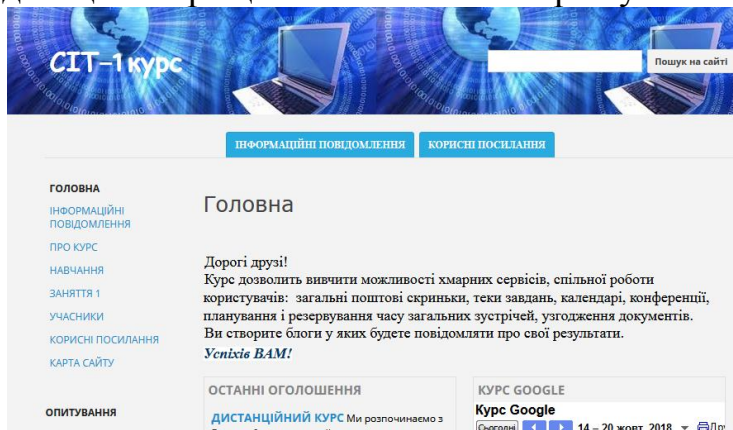 СІТ-1 курс
Пошук на сайті
ІНФОРМАЦІЙНІ ПОВІДОМЛЕННЯ
КОРИСНІ ПОСИЛАННЯ
ГОЛОВНА
ІНФОРМАЦІЙНІ
ПОВІДОМЛЕННЯ
ПРО КУРС
НАВЧАННЯ
ЗАНЯТТЯ 1
УЧАСНИКИ
КОРИСНІ ПОСИЛАННЯ
КАРТА САЙТУ
ОПИТУВАННЯ
Головна
Дорогі друзі!
Курс дозволить вивчити можливості хмарних сервісів, спільної роботи
користувачів: загальні поштові скриньки, теки завдань, календарі, конференції,
планування і резервування часу загальних зустрічей, узгодження документів.
Ви створите блоги у яких будете повідомляти про свої результати.
Успіхів ВАМ!
ОСТАННІ ОГОЛОШЕННЯ
ДИСТАНЦІЙНИЙ КУРС Ми розпочинаємо з
КУРС GOOGLE
Курс Google
Сьогодні 14 – 20 жовт. 2018